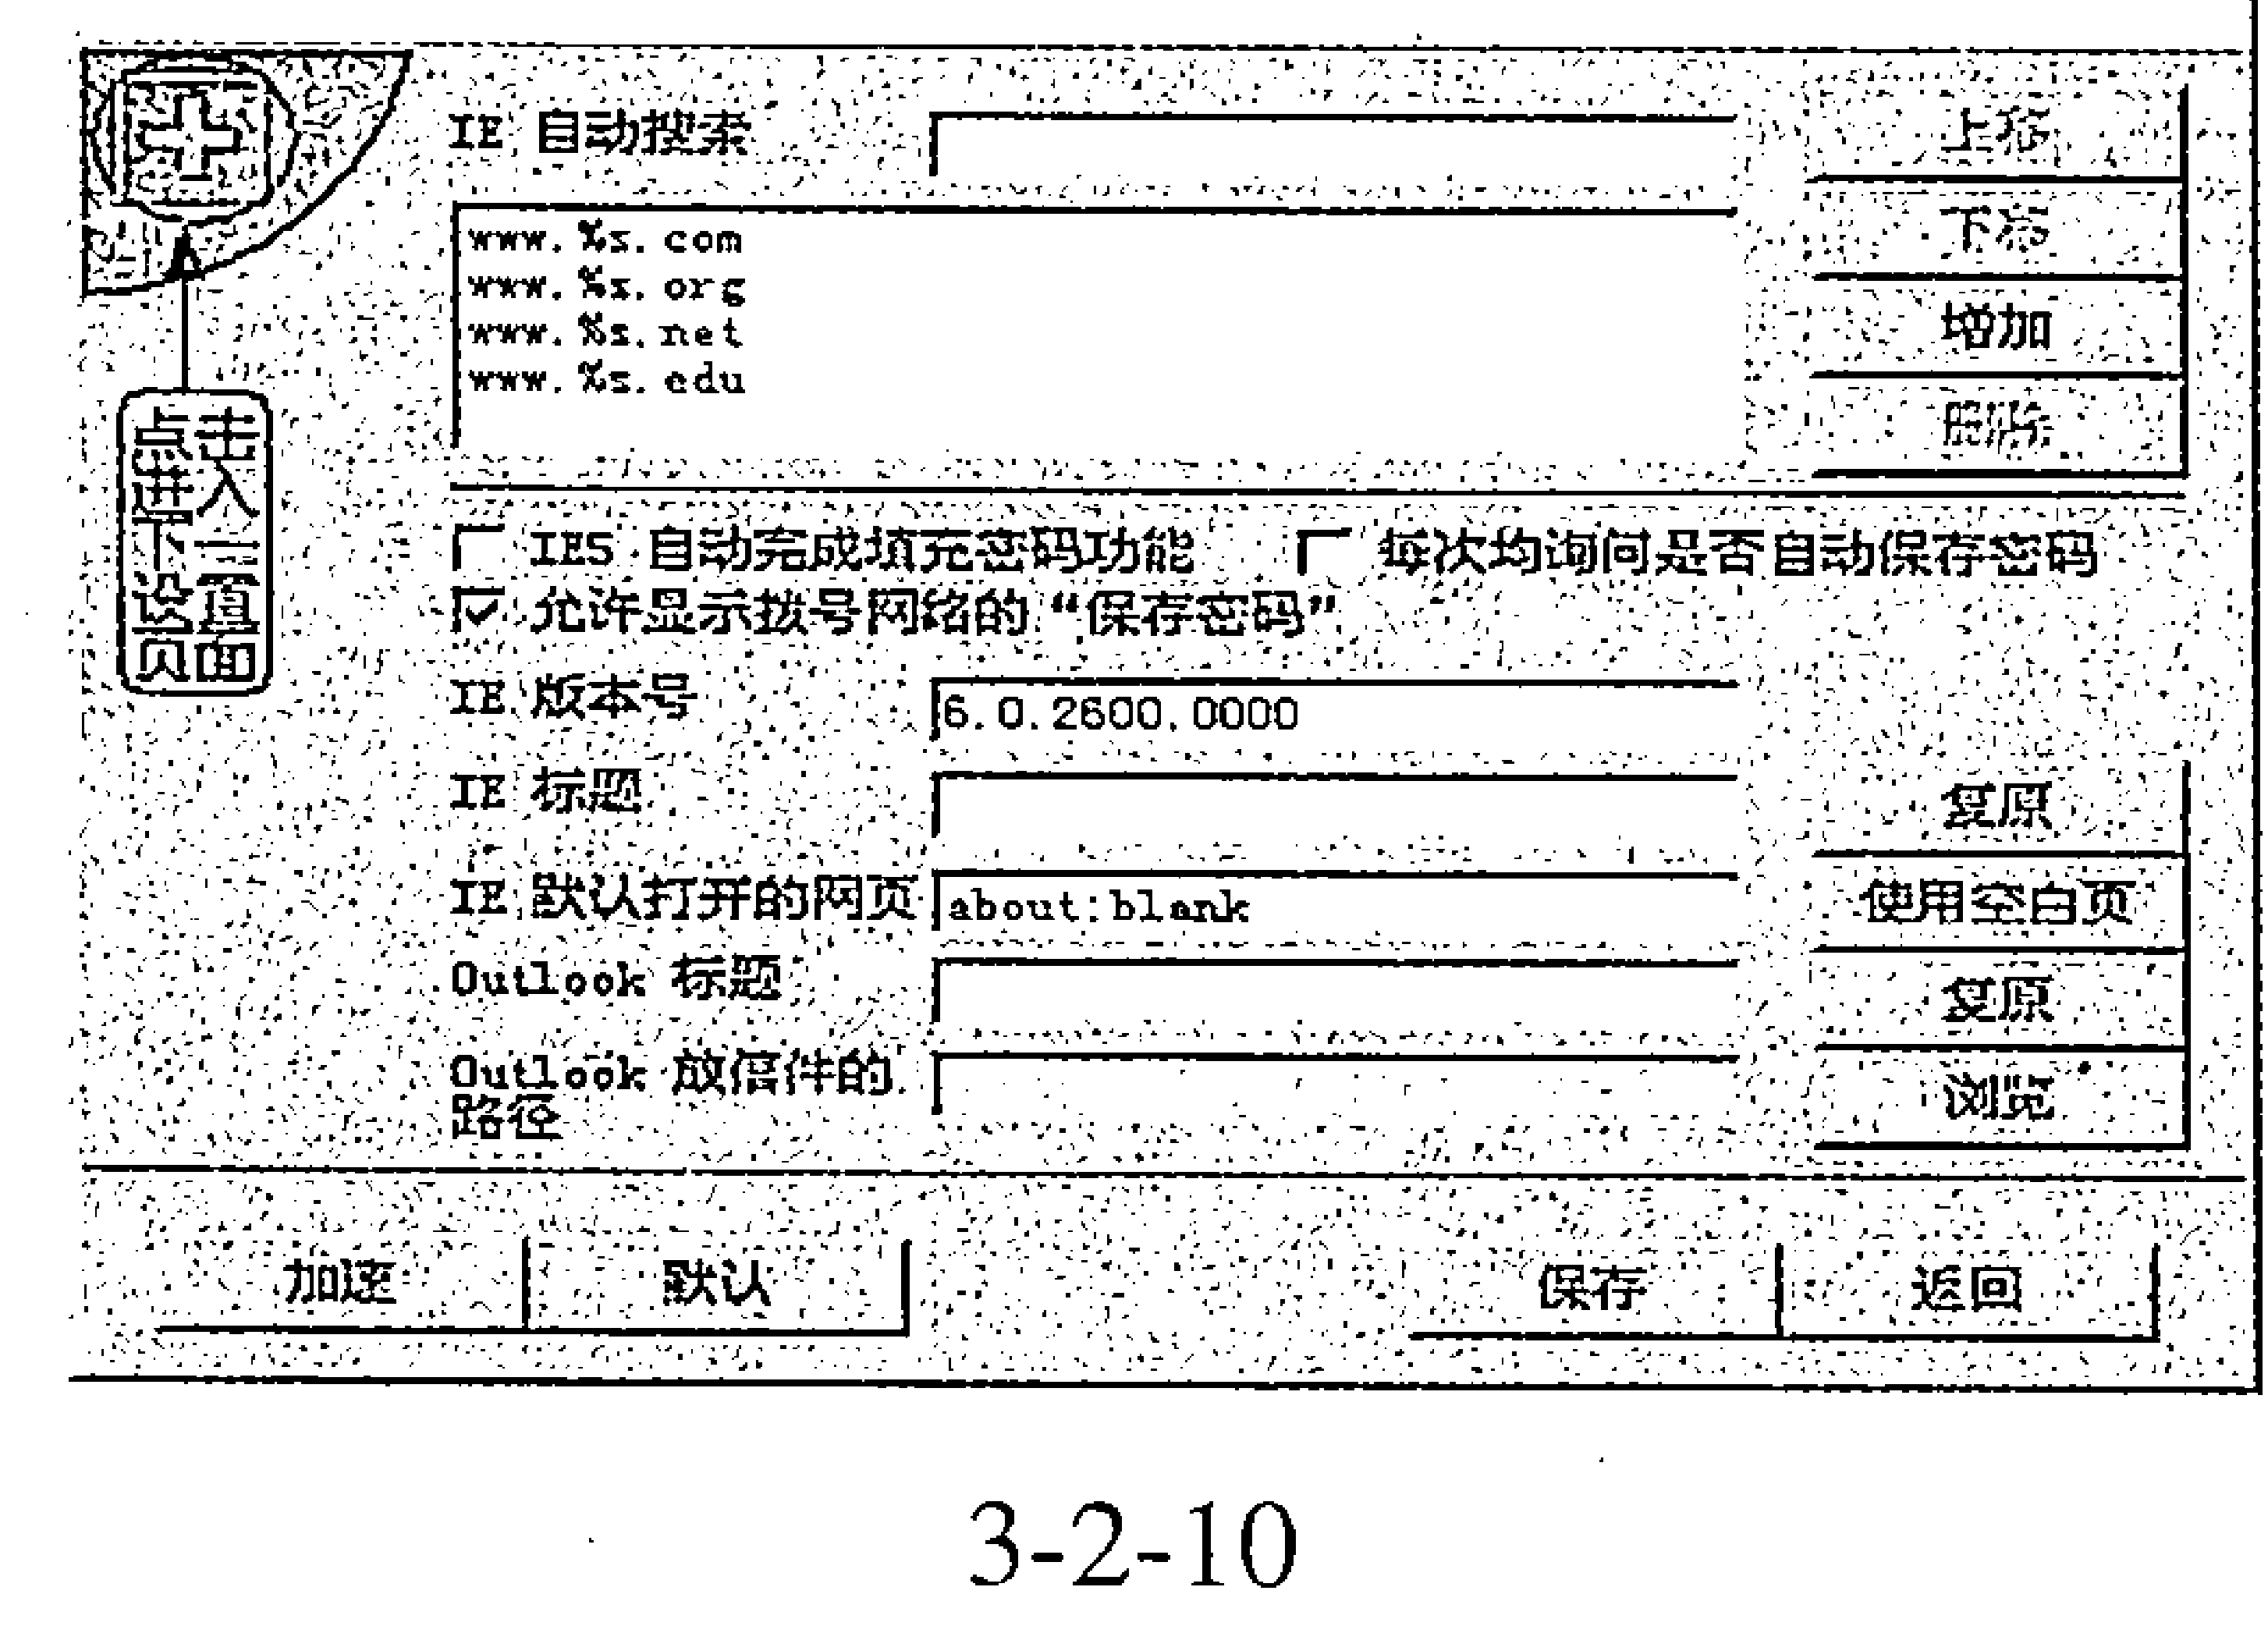 IE 自动搜索
上移
www.%s.com
www.%s.org
www.%s.net
www.%s.edu
下移
增加
删除
点击
进入
下一
设置
页面
IE5 自动完成填充密码功能
每次均询问是否自动保存密码
允许显示拨号网络的“保存密码”
IE 版本号
6.0.2600.0000
IE 标题
复原
IE 默认打开的网页
about:blank
使用空白页
Outlook 标题
复原
Outlook 放信件的
路径
浏览
加速
默认
保存
返回
3-2-10